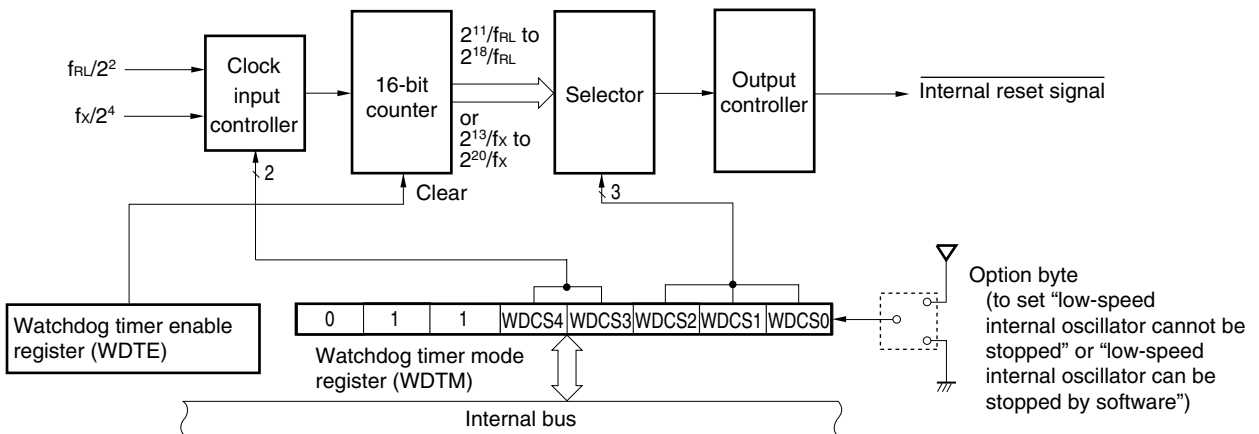 fRL/2²
fX/2⁴
Clock
input
controller
2
16-bit
counter
Clear
2¹¹/fRL to
2¹⁸/fRL
or
2¹³/fX to
2²⁰/fX
Selector
3
Output
controller
Internal reset signal
Watchdog timer enable
register (WDTE)
0 1 1 WDCS4 WDCS3 WDCS2 WDCS1 WDCS0
Watchdog timer mode
register (WDTM)
Internal bus
Option byte
(to set “low-speed
internal oscillator cannot be
stopped” or “low-speed
internal oscillator can be
stopped by software”)